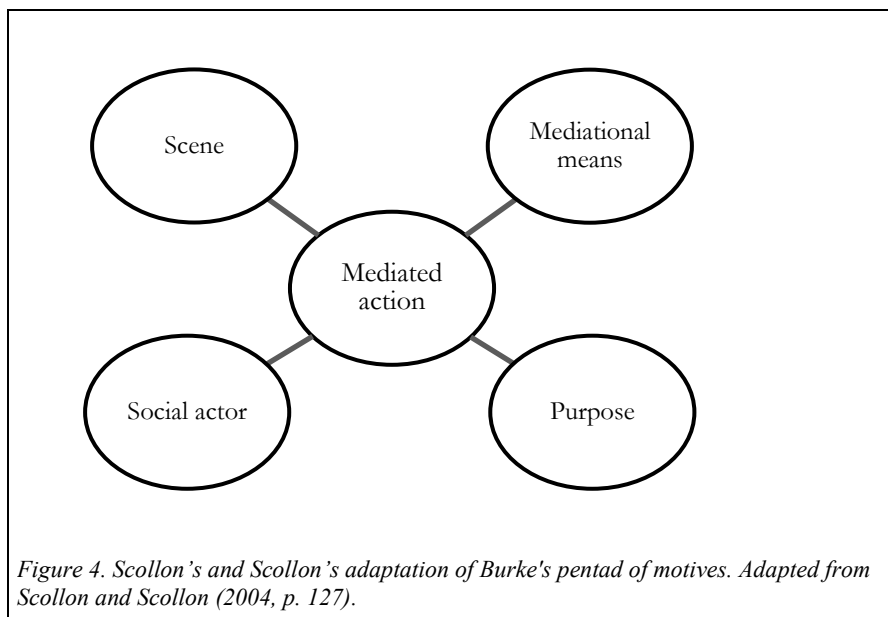 Scene
Mediational
means
Mediated
action
Social actor
Purpose
Figure 4. Scollon’s and Scollon’s adaptation of Burke's pentad of motives. Adapted from
Scollon and Scollon (2004, p. 127).